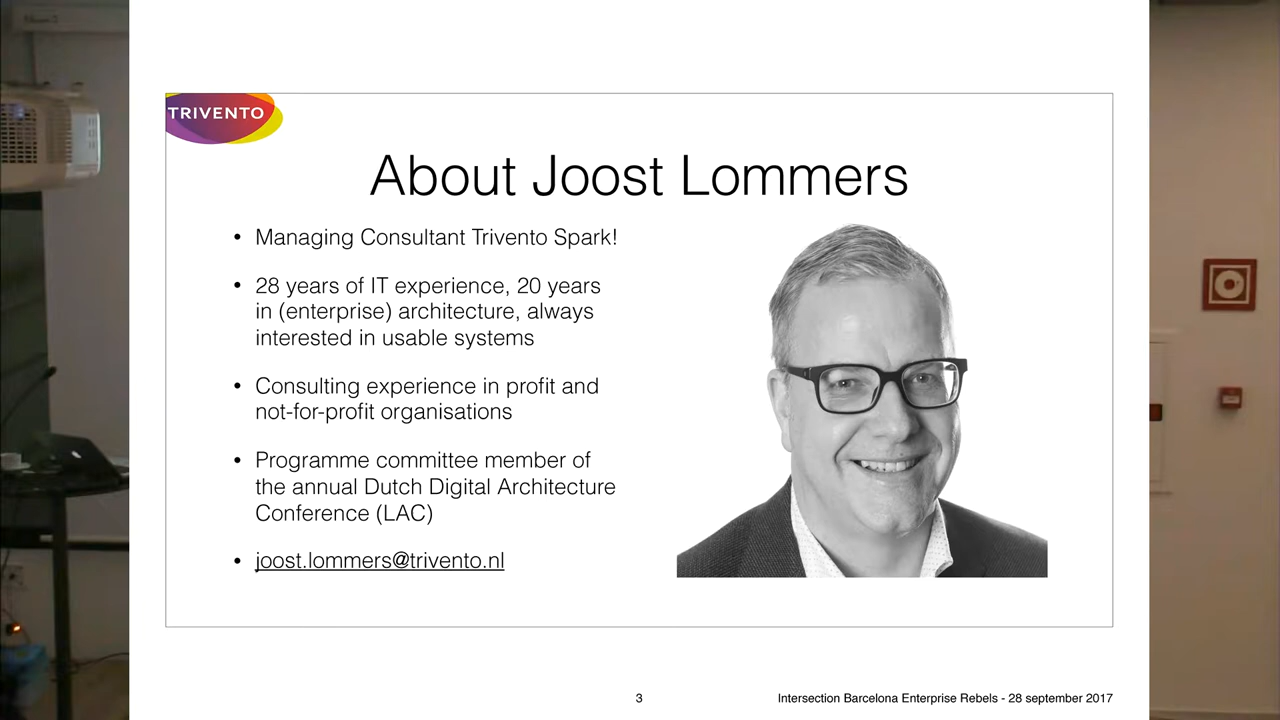 TRIVENTO
About Joost Lommers
• Managing Consultant Trivento Spark!
• 28 years of IT experience, 20 years
in (enterprise) architecture, always
interested in usable systems
• Consulting experience in profit and
not-for-profit organisations
• Programme committee member of
the annual Dutch Digital Architecture
Conference (LAC)
• joost.lommers@trivento.nl
3
Intersection Barcelona Enterprise Rebels - 28 september 2017